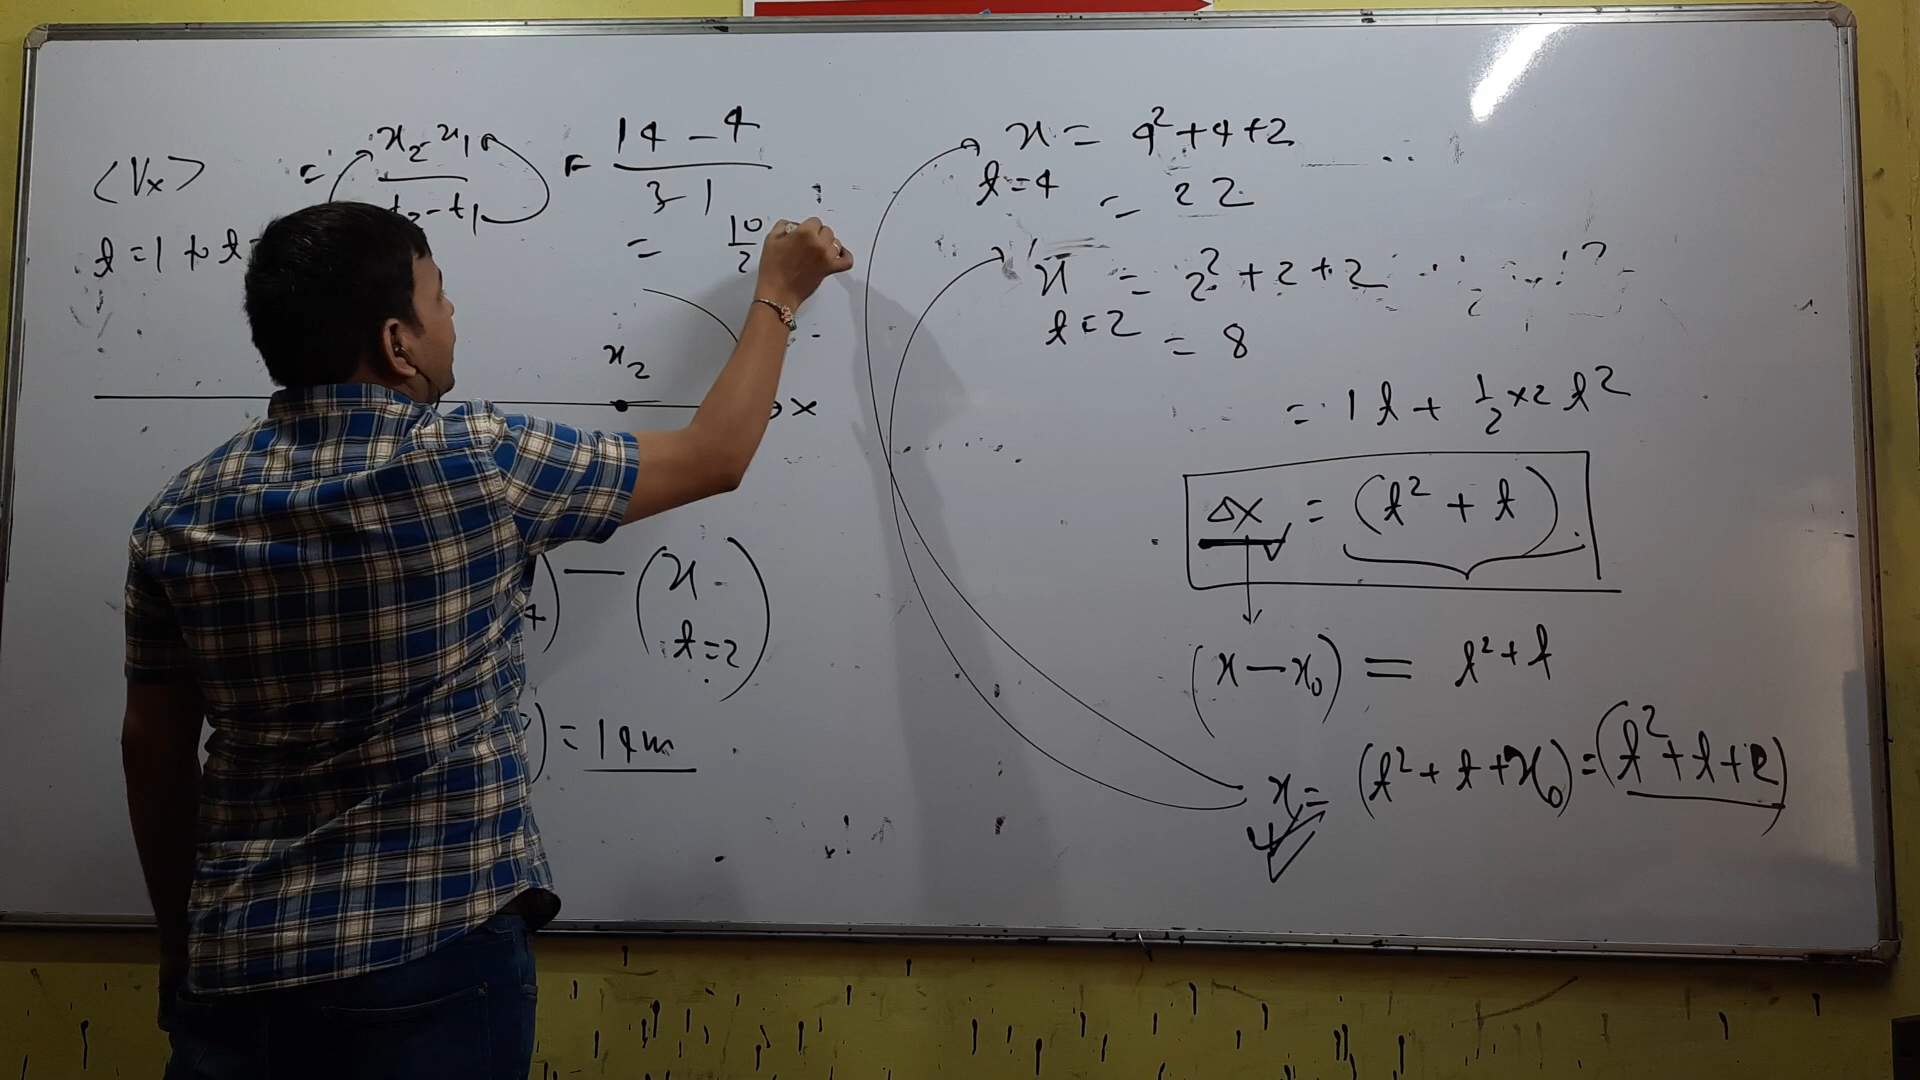 <Vx> = x2-x1 / t2-t1 = 14-4 / 3-1
t=1 to t=
= 10/2
x2
x
) - (x t=2)
) = 14m
x = 4²+4+2
t=4 = 22
x = 2²+2+2
t=2 = 8
= 1t + 1/2 ×2 t²
Δx = (t² + t)
(x-x0) = t²+t
x = (t²+t+x0) = (t²+t+2)